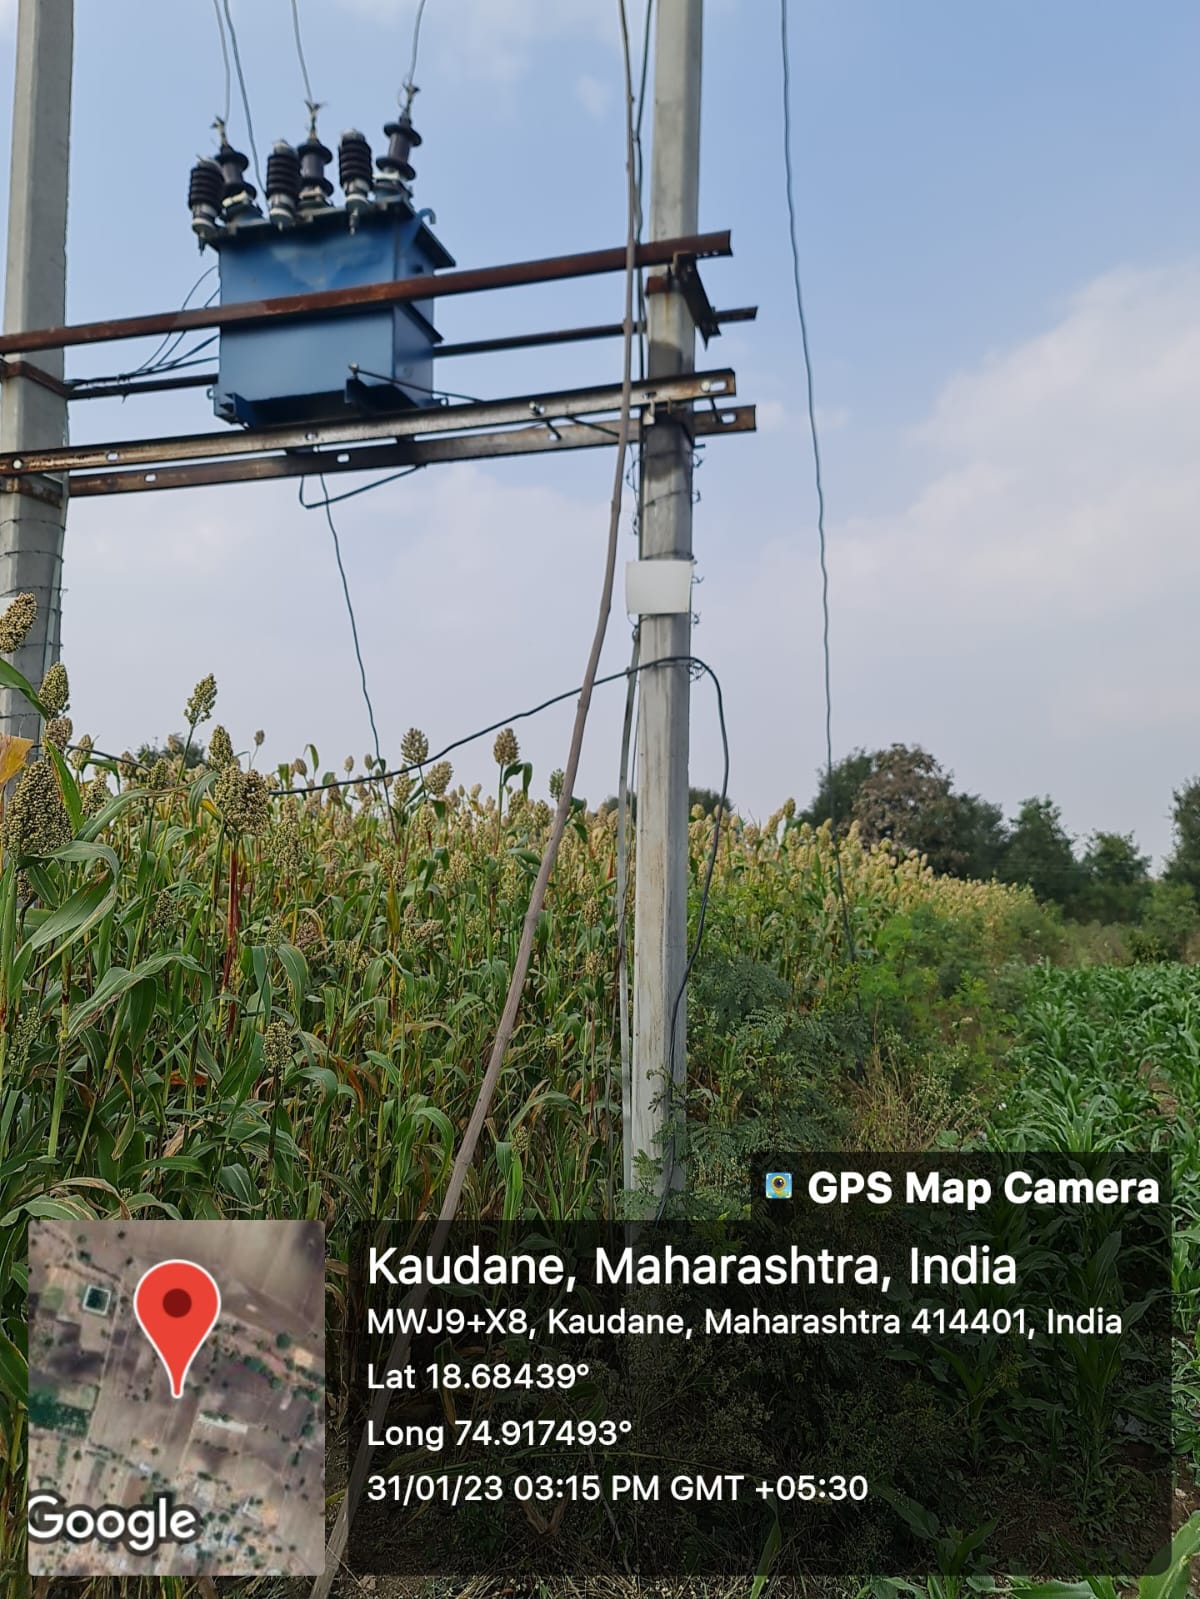 GPS Map Camera
Kaudane, Maharashtra, India
MWJ9+X8, Kaudane, Maharashtra 414401, India
Lat 18.68439°
Long 74.917493°
31/01/23 03:15 PM GMT +05:30
Google